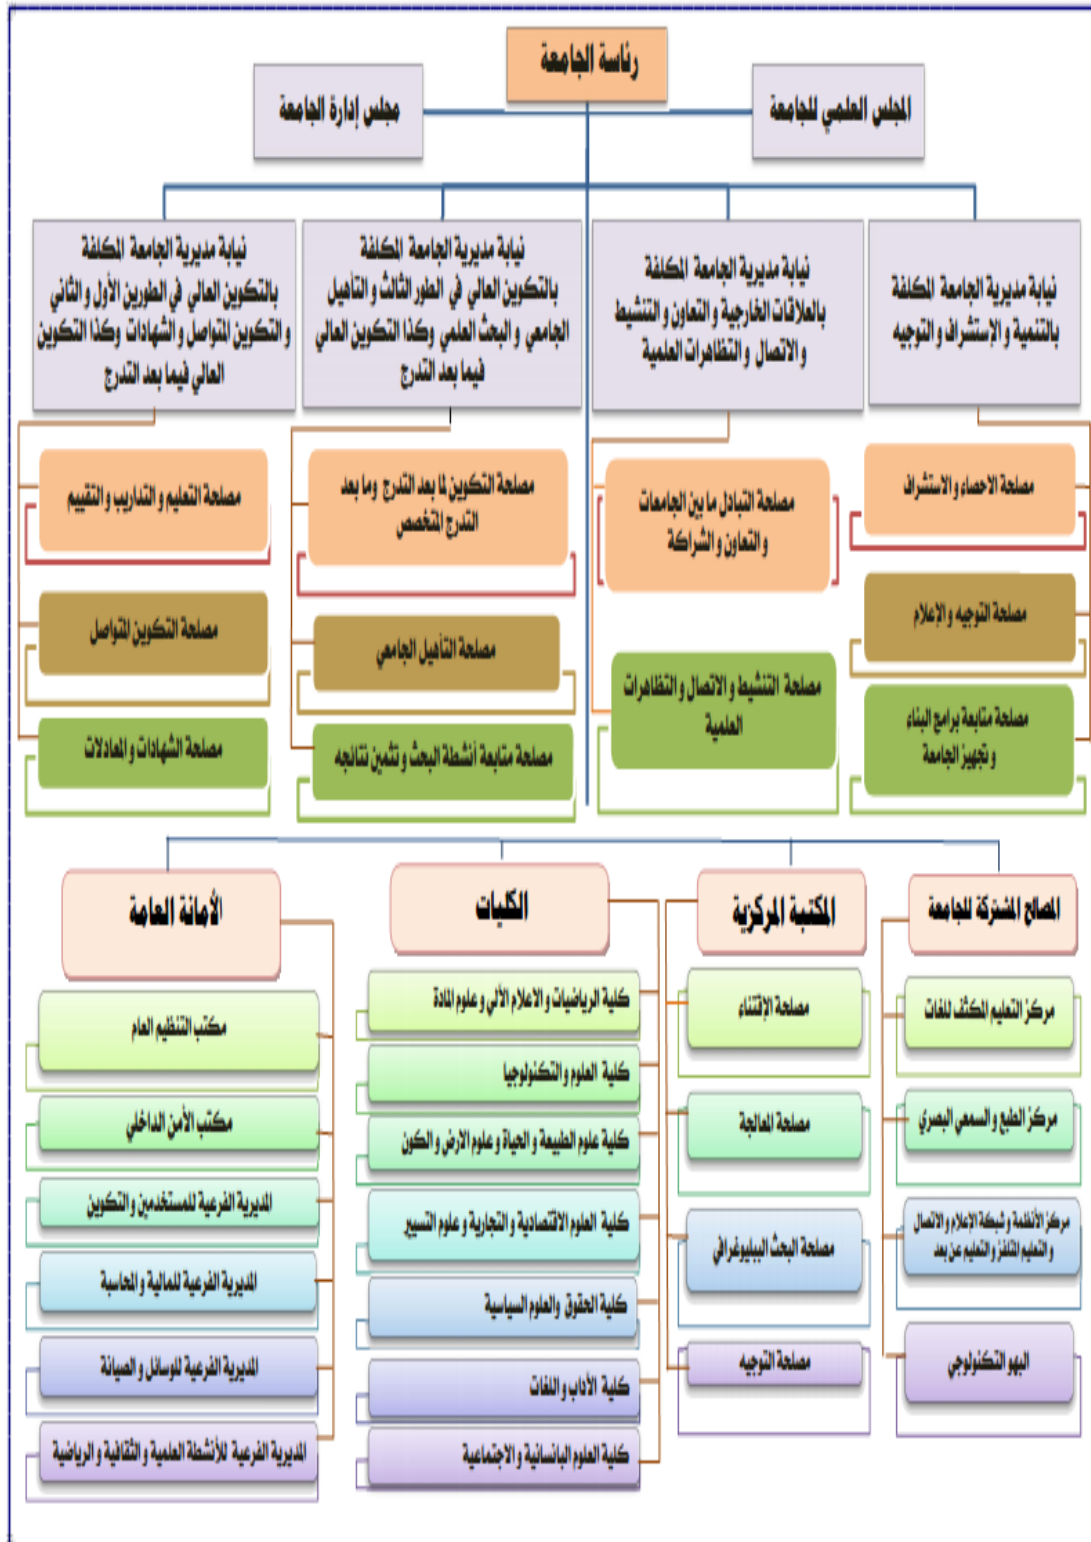 رئاسة الجامعة
المجلس العلمي للجامعة
مجلس إدارة الجامعة
نيابة مديرية الجامعة المكلفة
بالتنمية و الإستشراف و التوجيه
نيابة مديرية الجامعة المكلفة
بالعلاقات الخارجية و التعاون و التنشيط
و الاتصال و التظاهرات العلمية
نيابة مديرية الجامعة المكلفة
بالتكوين العالي في الطور الثالث و التأهيل
الجامعي و البحث العلمي وكذا التكوين العالي
فيما بعد التدرج
نيابة مديرية الجامعة المكلفة
بالتكوين العالي في الطورين الأول و الثاني
و التكوين المتواصل و الشهادات وكذا التكوين
العالي فيما بعد التدرج
مصلحة الاحصاء و الاستشراف
مصلحة التوجيه و الإعلام
مصلحة متابعة برامج البناء
و تجهيز الجامعة
مصلحة التبادل ما بين الجامعات
و التعاون و الشراكة
مصلحة التنشيط و الاتصال و التظاهرات
العلمية
مصلحة التكوين لما بعد التدرج وما بعد
التدرج المتخصص
مصلحة التأهيل الجامعي
مصلحة متابعة أنشطة البحث و تثمين نتائجه
مصلحة التعليم و التداريب و التقييم
مصلحة التكوين المتواصل
مصلحة الشهادات و المعادلات
المصالح المشتركة للجامعة
مركز التعليم المكثف للغات
مركز الطبع و السمعي البصري
مركز الأنظمة و شبكة الإعلام و الاتصال
و التعليم المتلفز و التعليم عن بعد
البهو التكنولوجي
المكتبة المركزية
مصلحة الإقتناء
مصلحة المعالجة
مصلحة البحث الببليوغرافي
مصلحة التوجيه
الكليات
كلية الرياضيات و الاعلام الألي و علوم المادة
كلية العلوم و التكنولوجيا
كلية علوم الطبيعة و الحياة و علوم الارض و الكون
كلية العلوم الاقتصادية و التجارية و علوم التسيير
كلية الحقوق والعلوم السياسية
كلية الأداب و اللغات
كلية العلوم البانسانية و الاجتماعية
الأمانة العامة
مكتب التنظيم العام
مكتب الأمن الداخلي
المديرية الفرعية للمستخدمين و التكوين
المديرية الفرعية للمالية و المحاسبة
المديرية الفرعية للوسائل و الصيانة
المديرية الفرعية للأنشطة العلمية و الثقافية و الرياضية